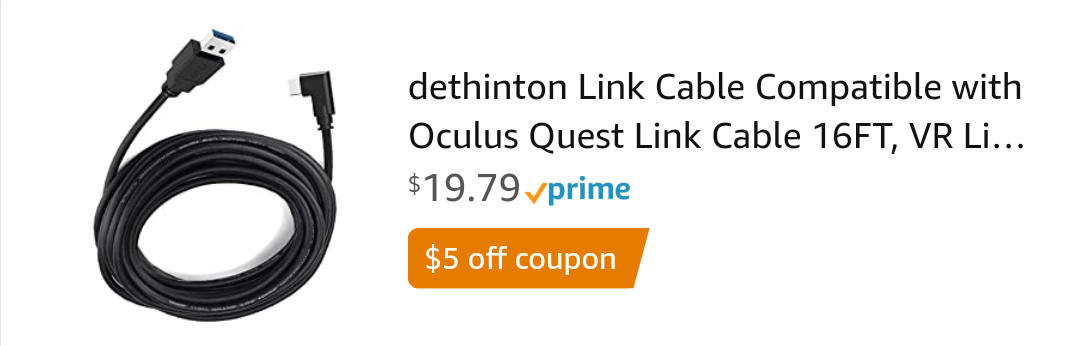 dethinton Link Cable Compatible with
Oculus Quest Link Cable 16FT, VR Li...
$19.79 prime
$5 off coupon